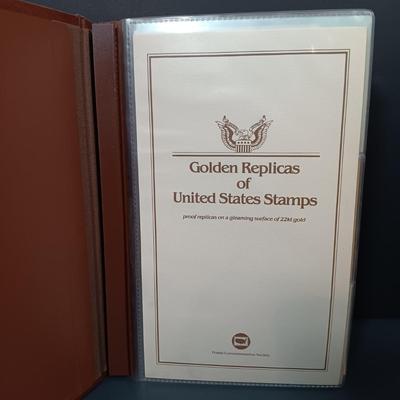 Golden Replicas
of
United States Stamps
proof replicas on a gleaming surface of 22kt gold
Postal Commemorative Society